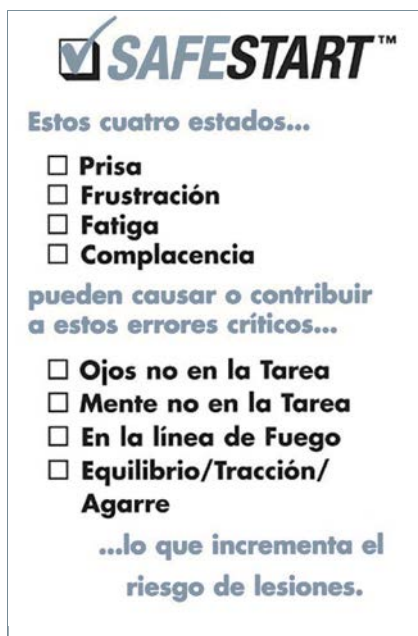 SAFESTART™
Estos cuatro estados...
Prisa
Frustración
Fatiga
Complacencia
pueden causar o contribuir
a estos errores críticos...
Ojos no en la Tarea
Mente no en la Tarea
En la línea de Fuego
Equilibrio/Tracción/
Agarre
...lo que incrementa el
riesgo de lesiones.